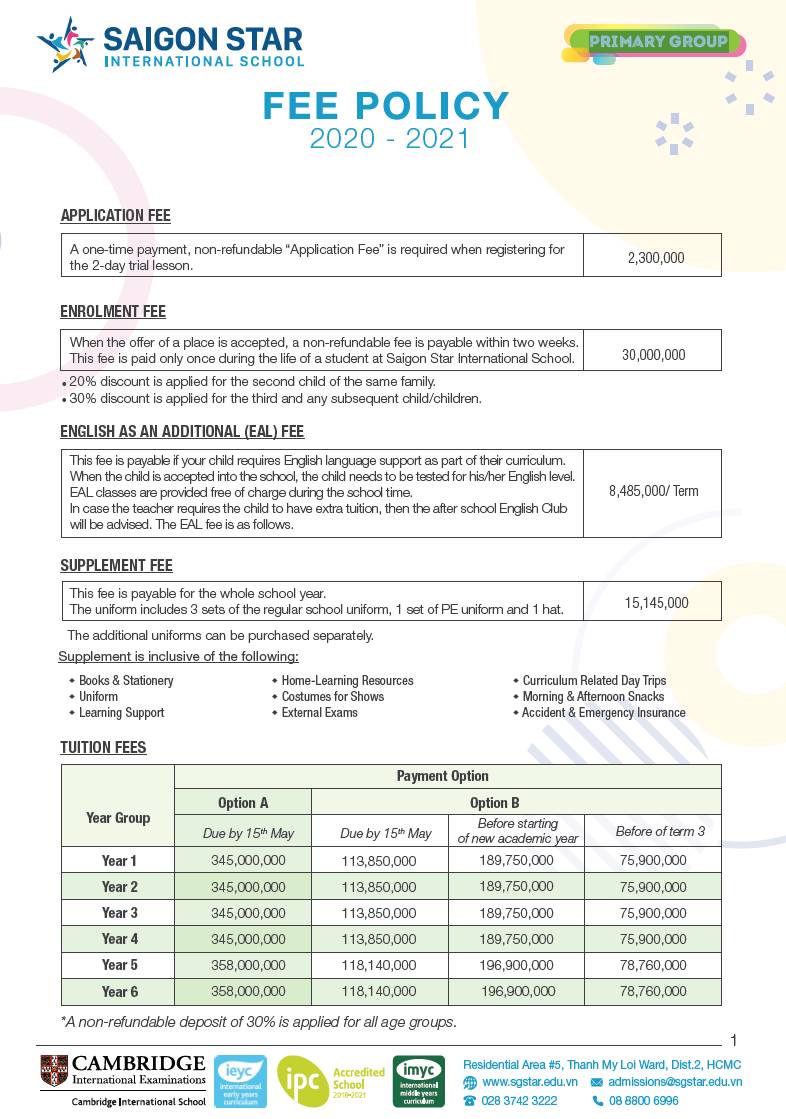 SAIGON STAR
INTERNATIONAL SCHOOL
PRIMARY GROUP
FEE POLICY
2020 - 2021
APPLICATION FEE
A one-time payment, non-refundable “Application Fee” is required when registering for
the 2-day trial lesson.
2,300,000
ENROLMENT FEE
When the offer of a place is accepted, a non-refundable fee is payable within two weeks.
This fee is paid only once during the life of a student at Saigon Star International School.
30,000,000
• 20% discount is applied for the second child of the same family.
• 30% discount is applied for the third and any subsequent child/children.
ENGLISH AS AN ADDITIONAL (EAL) FEE
This fee is payable if your child requires English language support as part of their curriculum.
When the child is accepted into the school, the child needs to be tested for his/her English level.
EAL classes are provided free of charge during the school time.
In case the teacher requires the child to have extra tuition, then the after school English Club
will be advised. The EAL fee is as follows.
8,485,000/ Term
SUPPLEMENT FEE
This fee is payable for the whole school year.
The uniform includes 3 sets of the regular school uniform, 1 set of PE uniform and 1 hat.
15,145,000
The additional uniforms can be purchased separately.
Supplement is inclusive of the following:
Books & Stationery
Uniform
Learning Support
Home-Learning Resources
Costumes for Shows
External Exams
Curriculum Related Day Trips
Morning & Afternoon Snacks
Accident & Emergency Insurance
TUITION FEES
Year Group
Payment Option
Option A Option B
Due by 15th May Due by 15th May Before starting of new academic year Before of term 3
Year 1 345,000,000 113,850,000 189,750,000 75,900,000
Year 2 345,000,000 113,850,000 189,750,000 75,900,000
Year 3 345,000,000 113,850,000 189,750,000 75,900,000
Year 4 345,000,000 113,850,000 189,750,000 75,900,000
Year 5 358,000,000 118,140,000 196,900,000 78,760,000
Year 6 358,000,000 118,140,000 196,900,000 78,760,000
*A non-refundable deposit of 30% is applied for all age groups.
1
CAMBRIDGE
International Examinations
Cambridge International School
ieyc
international
early years
curriculum
ipc
Accredited
School
2018-2021
imyc
international
middle years
curriculum
Residential Area #5, Thanh My Loi Ward, Dist.2, HCMC
www.sgstar.edu.vn admissions@sgstar.edu.vn
028 3742 3222 08 8800 6996